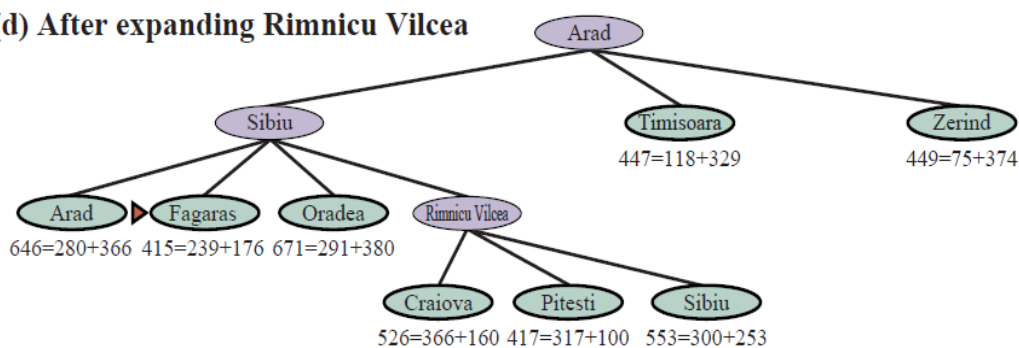 (d) After expanding Rimnicu Vilcea
Arad
Sibiu
Timisoara
Zerind
447=118+329
449=75+374
Arad
Fagaras
Oradea
Rimnicu Vilcea
646=280+366
415=239+176
671=291+380
Craiova
Pitesti
Sibiu
526=366+160
417=317+100
553=300+253